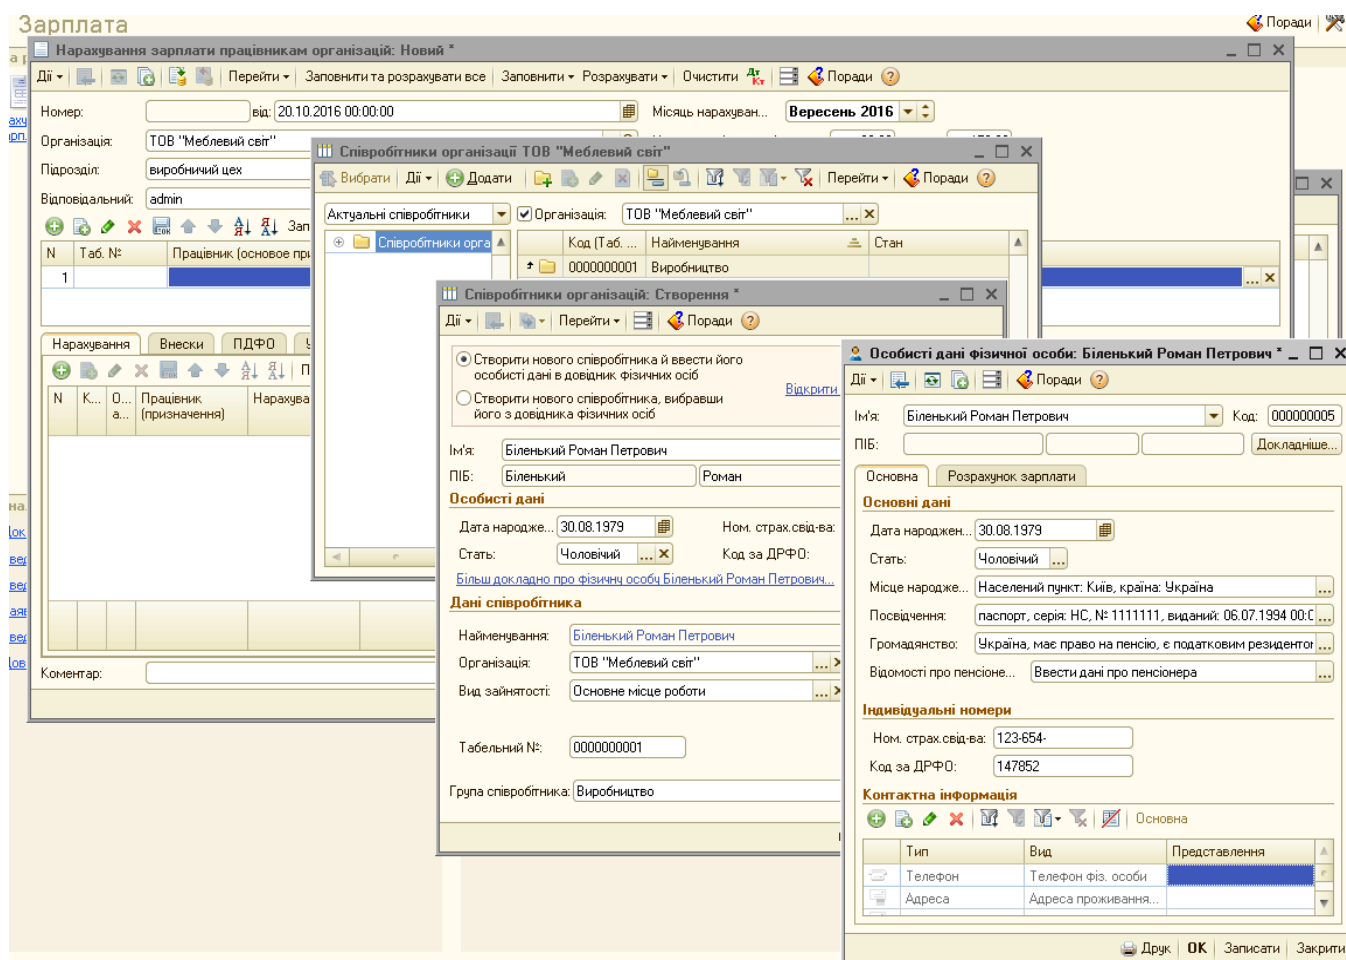 Зарплата
Поради
Нарахування зарплати працівникам організацій: Новий *
Дії
Перейти
Заповнити та розрахувати все
Заповнити
Розрахувати
Очистити
Поради
Номер:
від: 20.10.2016 00:00:00
Місяць нарахуван...
Вересень 2016
Організація:
ТОВ "Меблевий світ"
Підрозділ:
виробничий цех
Відповідальний:
admin
N
Таб. №
Працівник (основное при
1
Нарахування
Внески
ПДФО
N
К...
О... а...
Працівник (призначення)
Нарахува
Коментар:
Співробітники організації ТОВ "Меблевий світ"
Вибрати
Дії
Додати
Перейти
Поради
Актуальні співробітники
Організація:
ТОВ "Меблевий світ"
Співробітники орга
Код (Таб. ...
Найменування
Стан
0000000001
Виробництво
Співробітники організацій: Створення *
Дії
Перейти
Поради
Створити нового співробітника й ввести його
особисті дані в довідник фізичних осіб
Відкрити
Створити нового співробітника, вибравши
його з довідника фізичних осіб
Ім'я:
Біленький Роман Петрович
ПІБ:
Біленький
Роман
Особисті дані
Дата народже...
30.08.1979
Ном. страх.свід-ва:
Стать:
Чоловічий
Код за ДРФО:
Більш докладно про фізичну особу Біленький Роман Петрович...
Дані співробітника
Найменування:
Біленький Роман Петрович
Організація:
ТОВ "Меблевий світ"
Вид зайнятості:
Основне місце роботи
Табельний №:
0000000001
Група співробітника:
Виробництво
Особисті дані фізичної особи: Біленький Роман Петрович *
Дії
Поради
Ім'я:
Біленький Роман Петрович
Код:
000000005
ПІБ:
Докладніше...
Основна
Розрахунок зарплати
Основні дані
Дата народжен...
30.08.1979
Стать:
Чоловічий
Місце народже...
Населений пункт: Київ, країна: Україна
Посвідчення:
паспорт, серія: НС, № 1111111, виданий: 06.07.1994 00:0
Громадянство:
Україна, має право на пенсію, є податковим резидентог
Відомості про пенсіоне...
Ввести дані про пенсіонера
Індивідуальні номери
Ном. страх.свід-ва:
123-654-
Код за ДРФО:
147852
Контактна інформація
Основна
Тип
Вид
Представлення
Телефон
Телефон фіз. особи
Адреса
Адреса проживання...
Друк
OK
Записати
Закрити